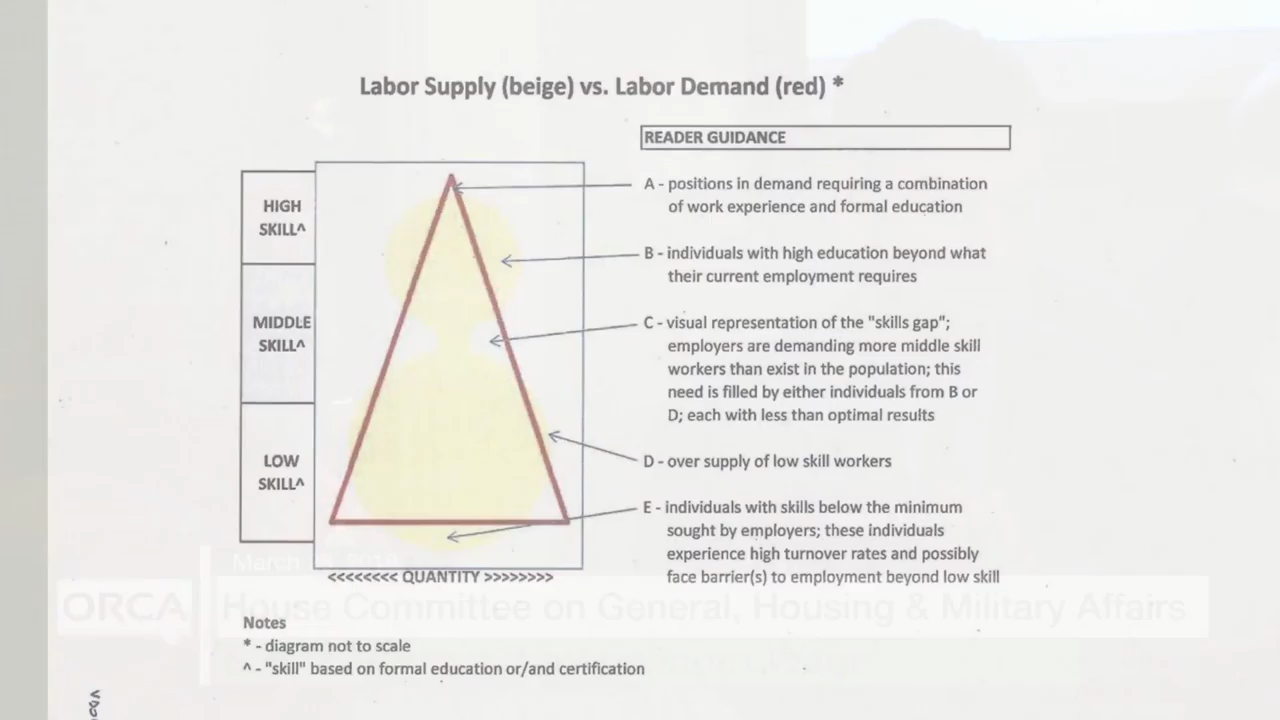 Labor Supply (beige) vs. Labor Demand (red) *
READER GUIDANCE
HIGH
SKILL^
MIDDLE
SKILL^
LOW
SKILL^
<<<<<<<< QUANTITY >>>>>>>>
A - positions in demand requiring a combination
of work experience and formal education
B - individuals with high education beyond what
their current employment requires
C - visual representation of the "skills gap";
employers are demanding more middle skill
workers than exist in the population; this
need is filled by either individuals from B or
D; each with less than optimal results
D - over supply of low skill workers
E - individuals with skills below the minimum
sought by employers; these individuals
experience high turnover rates and possibly
face barrier(s) to employment beyond low skill
March
ORCA
House Committee on General, Housing & Military Affairs
Notes
* - diagram not to scale
^ - "skill" based on formal education or/and certification